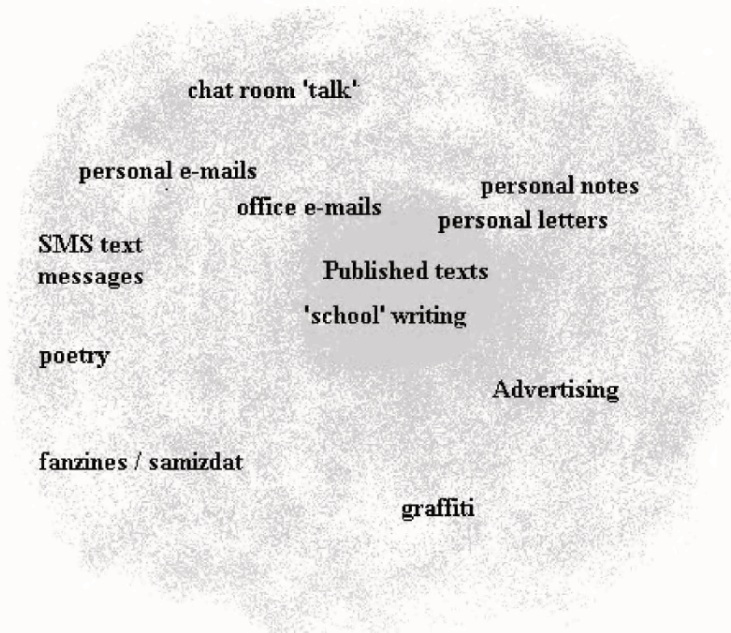 chat room 'talk'
personal e-mails
personal notes
office e-mails
personal letters
SMS text
messages
Published texts
'school' writing
poetry
Advertising
fanzines / samizdat
graffiti